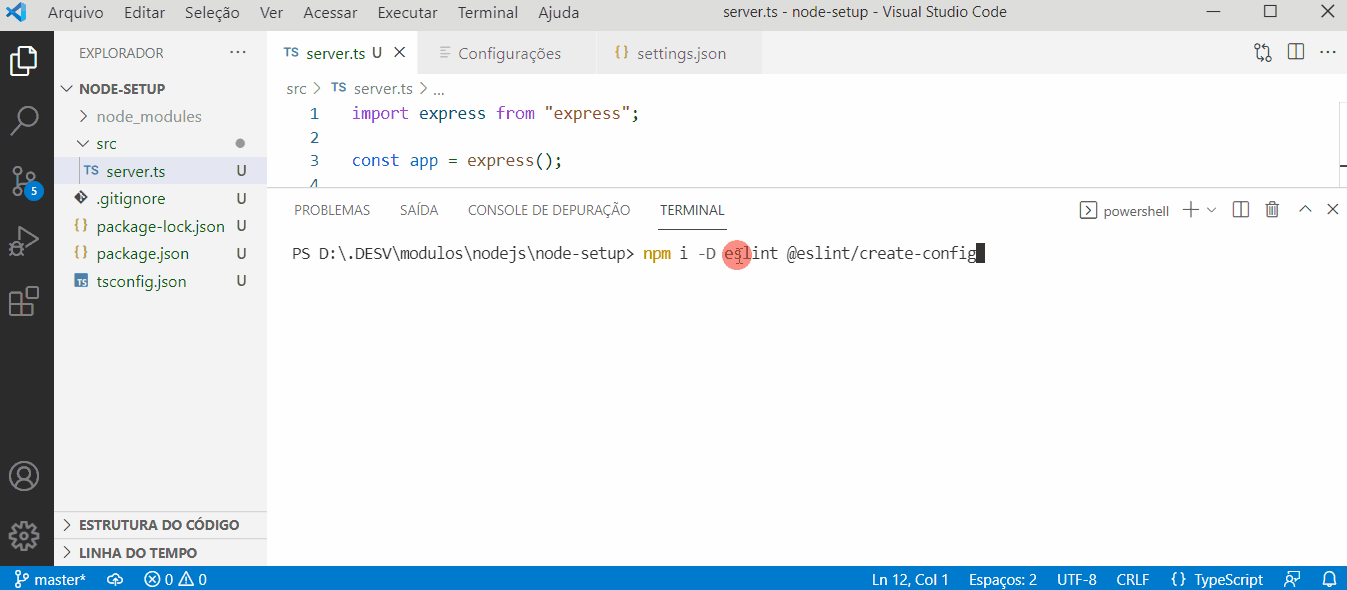 Arquivo Editar Seleção Ver Acessar Executar Terminal Ajuda server.ts - node-setup - Visual Studio Code
EXPLORADOR ···
NODE-SETUP
node_modules
src
TS server.ts U
.gitignore U
package-lock.json U
package.json U
TS tsconfig.json U
ESTRUTURA DO CÓDIGO
LINHA DO TEMPO
TS server.ts U Configurações {} settings.json
src > TS server.ts > ...
1 import express from "express";
2
3 const app = express();
4
PROBLEMAS SAÍDA CONSOLE DE DEPURAÇÃO TERMINAL powershell
PS D:\.DESV\modulos\nodejs\node-setup> npm i -D eslint @eslint/create-config
5
master* 0 0 Ln 12, Col 1 Espaços: 2 UTF-8 CRLF {} TypeScript